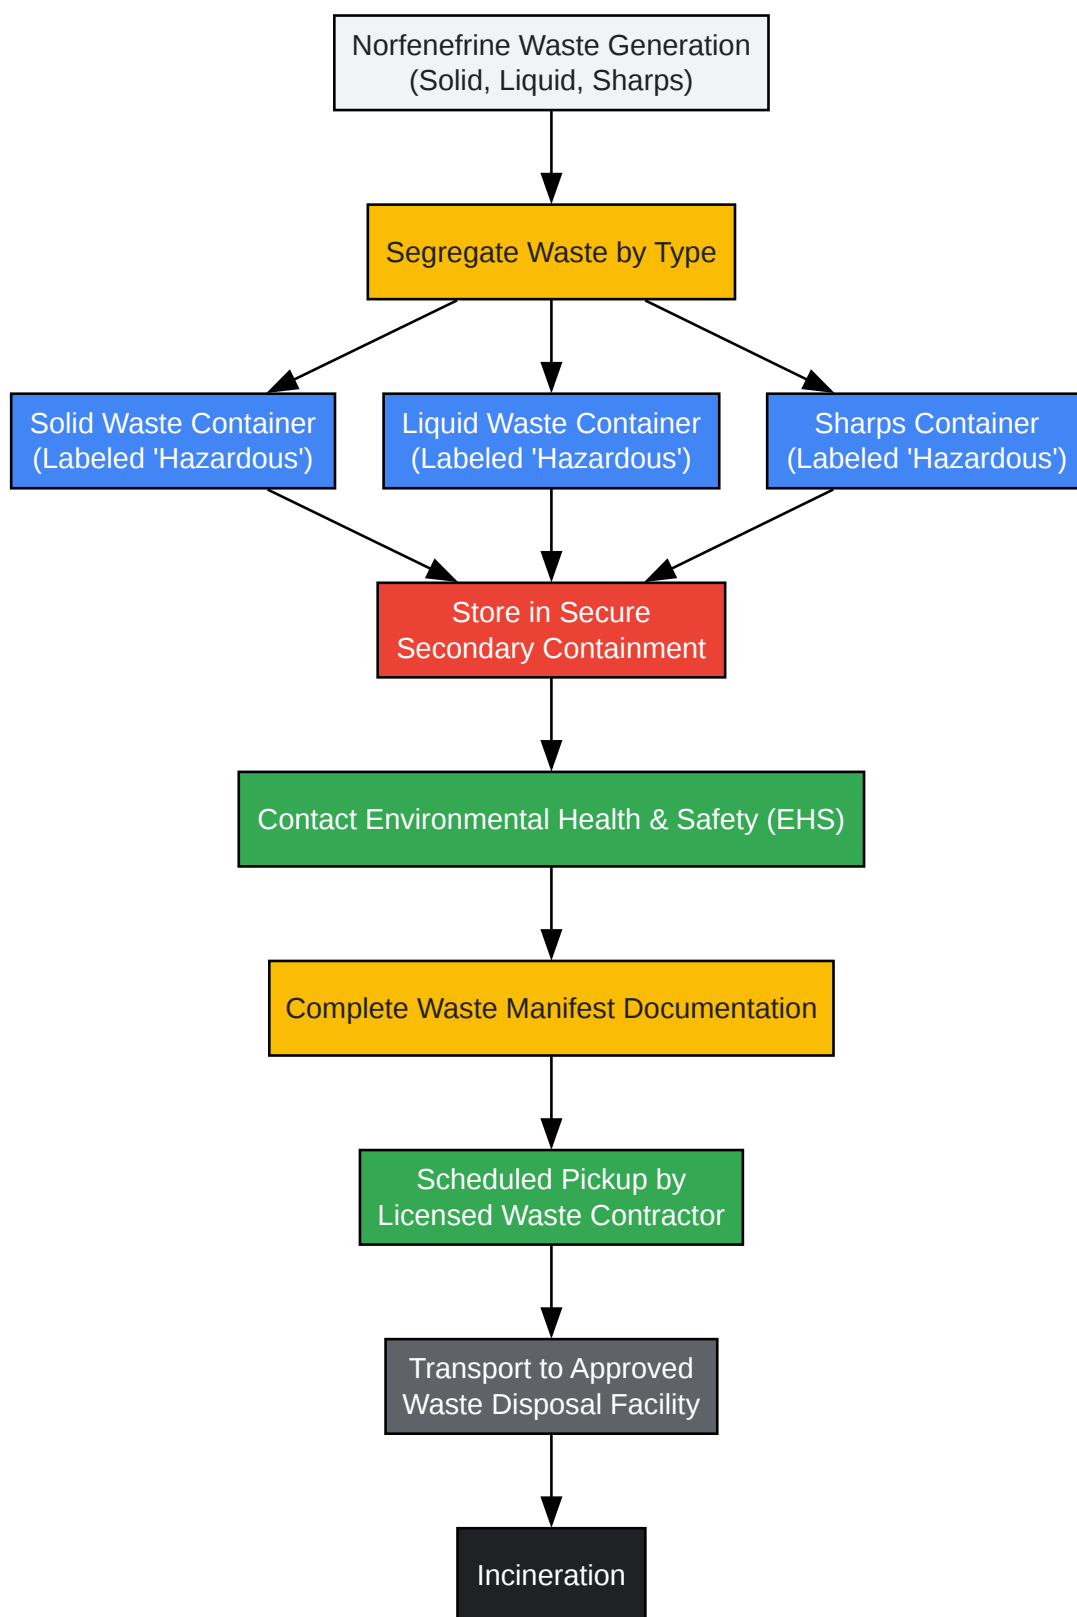 Norfenefrine Waste Generation
(Solid, Liquid, Sharps)
Segregate Waste by Type
Solid Waste Container
(Labeled 'Hazardous')
Liquid Waste Container
(Labeled 'Hazardous')
Sharps Container
(Labeled 'Hazardous')
Store in Secure
Secondary Containment
Contact Environmental Health & Safety (EHS)
Complete Waste Manifest Documentation
Scheduled Pickup by
Licensed Waste Contractor
Transport to Approved
Waste Disposal Facility
Incineration